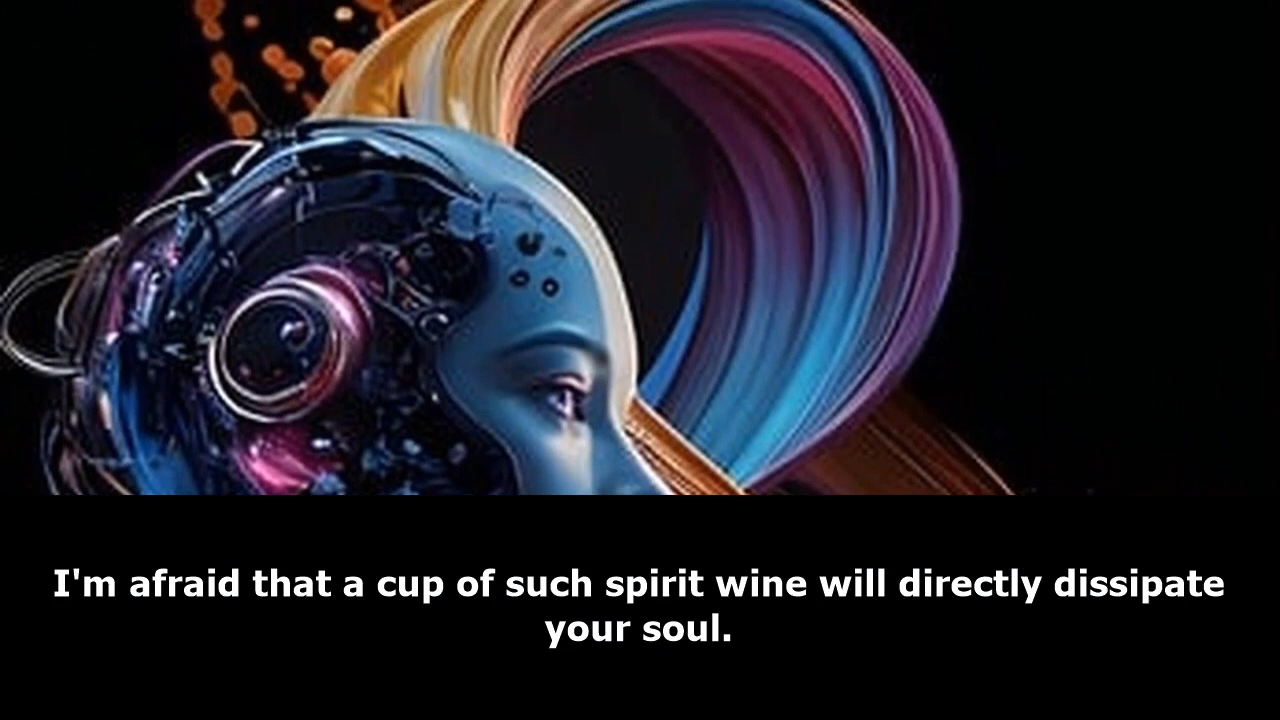 I'm afraid that a cup of such spirit wine will directly dissipate
your soul.